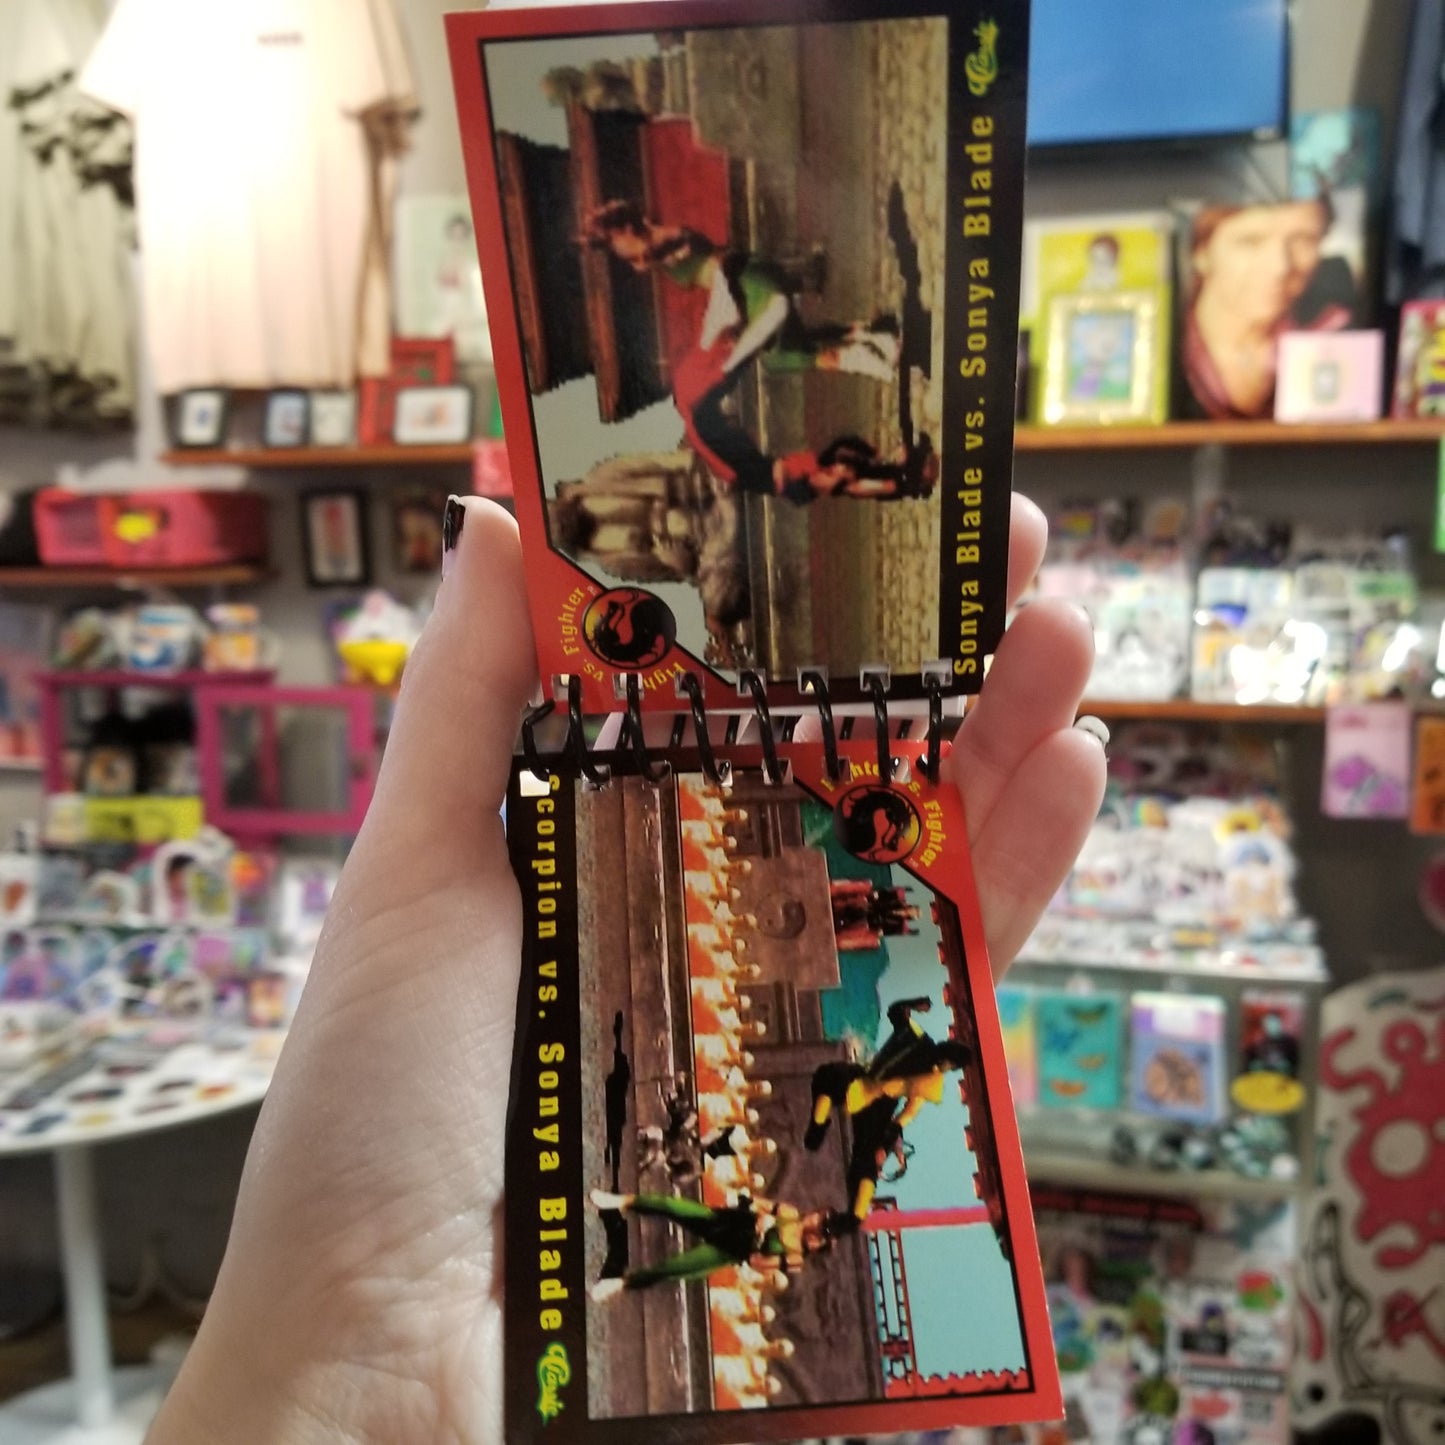 Classic
Sonya Blade vs. Sonya Blade
Fighter vs. Fighter
Fighter vs. Fighter
Scorpion vs. Sonya Blade
Classic